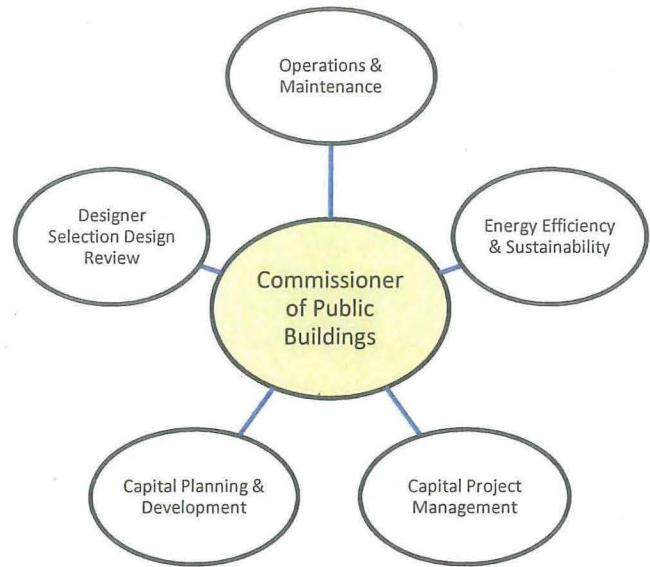 Operations &
Maintenance
Designer
Selection Design
Review
Energy Efficiency
& Sustainability
Commissioner
of Public
Buildings
Capital Planning &
Development
Capital Project
Management